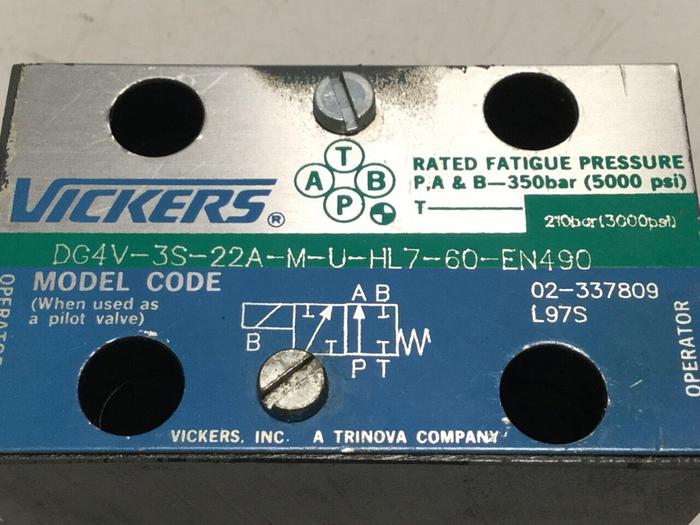 T
A B
P
VICKERS®
RATED FATIGUE PRESSURE
P,A & B—350bar (5000 psi)
T— 210bar (3000psi)
DG4V-3S-22A-M-U-HL7-60-EN490
MODEL CODE
(When used as
a pilot valve)
A B
B
P T
02-337809
L97S
OPERATOR
OPERATOR
VICKERS, INC. A TRINOVA COMPANY